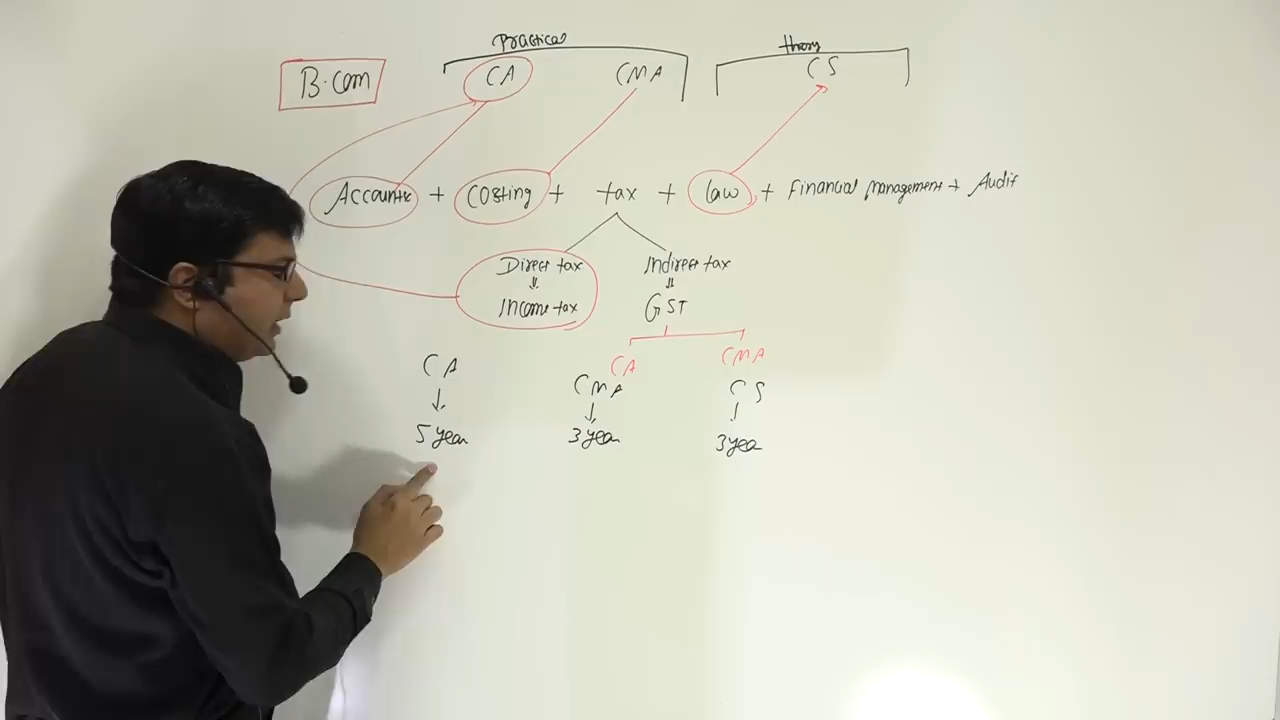 Practical theory
B.com CA CMA CS
Accounts + Costing + tax + law + Financial management + Audit
Direct tax Indirect tax
⇓ ⇓
Income tax GST
CA CMA
CA CMA CS
↓ ↓ ↓
5 year 3 year 3 year